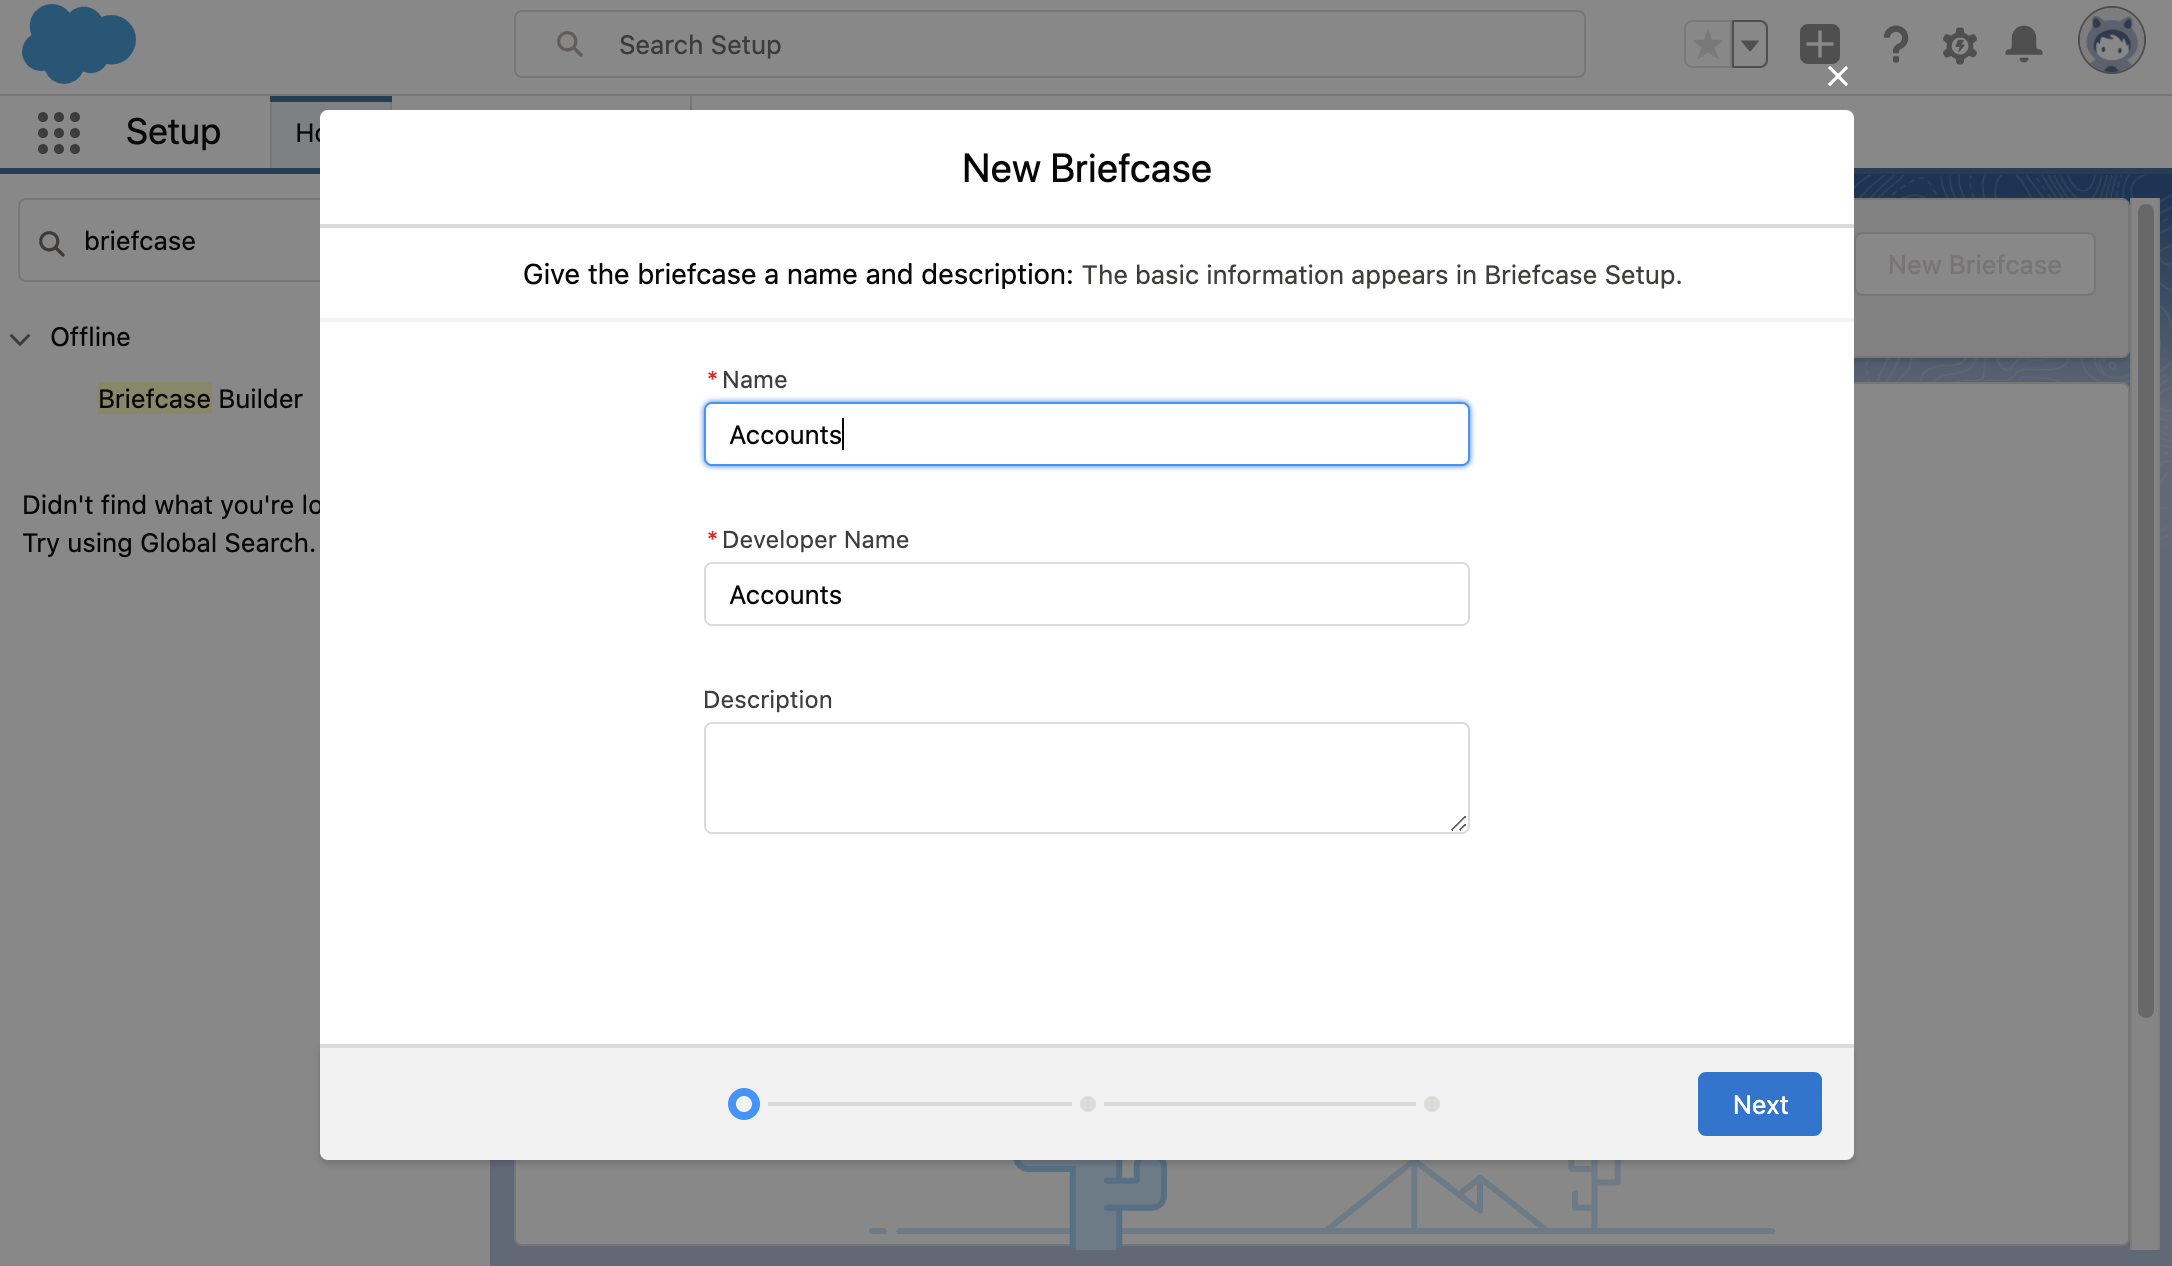 Search Setup
Setup
Ho
New Briefcase
briefcase
Give the briefcase a name and description: The basic information appears in Briefcase Setup.
New Briefcase
Offline
* Name
Briefcase Builder
Accounts
Didn't find what you're lo
Try using Global Search.
* Developer Name
Accounts
Description
Next